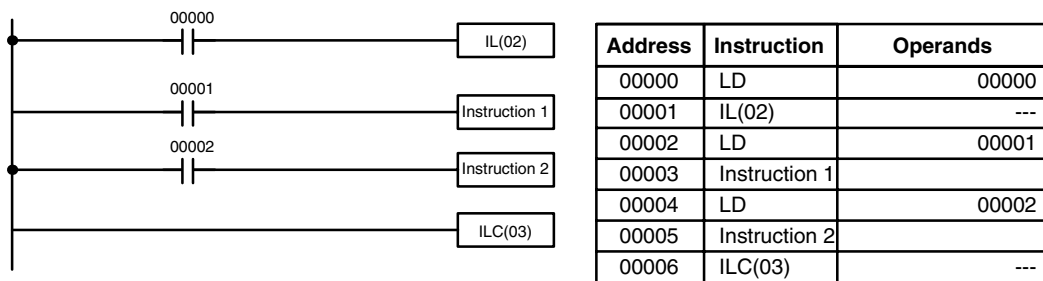 00000
IL(02)
00001
Instruction 1
00002
Instruction 2
ILC(03)
Address Instruction Operands
00000 LD 00000
00001 IL(02) ---
00002 LD 00001
00003 Instruction 1
00004 LD 00002
00005 Instruction 2
00006 ILC(03) ---